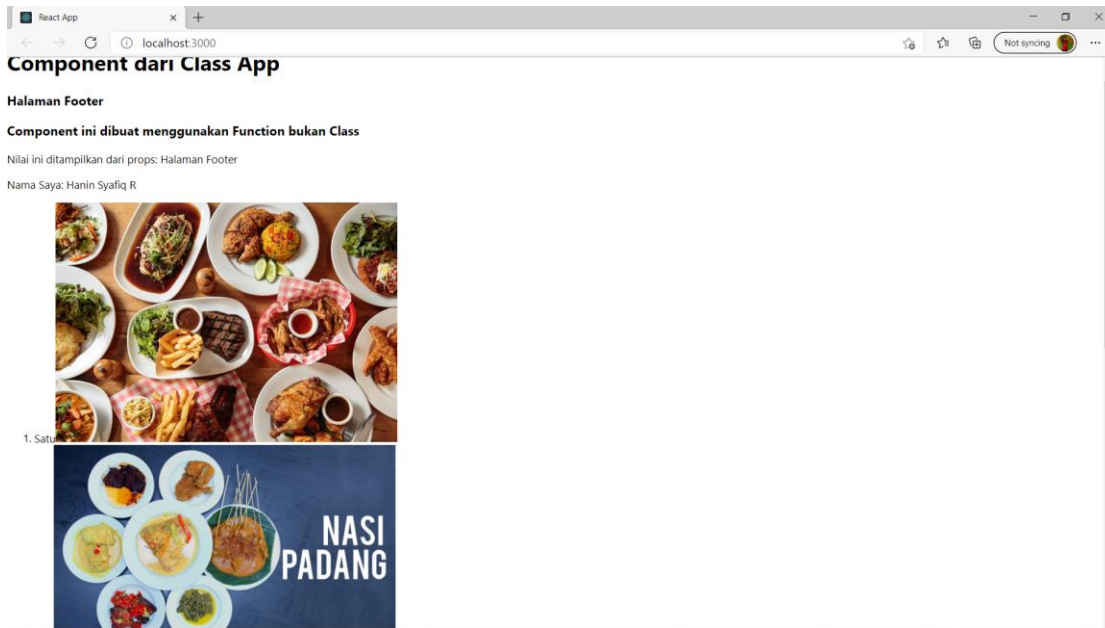 React App
localhost:3000
Not syncing
Component dari Class App
Halaman Footer
Component ini dibuat menggunakan Function bukan Class
Nilai ini ditampilkan dari props: Halaman Footer
Nama Saya: Hanin Syafiq R
1. Satu
NASI
PADANG